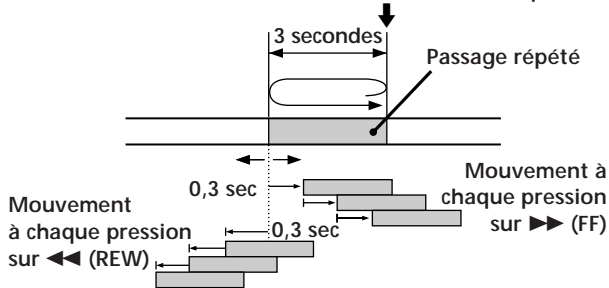 3 secondes
Passage répété
0,3 sec
Mouvement à
chaque pression
sur ►► (FF)
Mouvement
à chaque pression
sur ◄◄ (REW)
0,3 sec